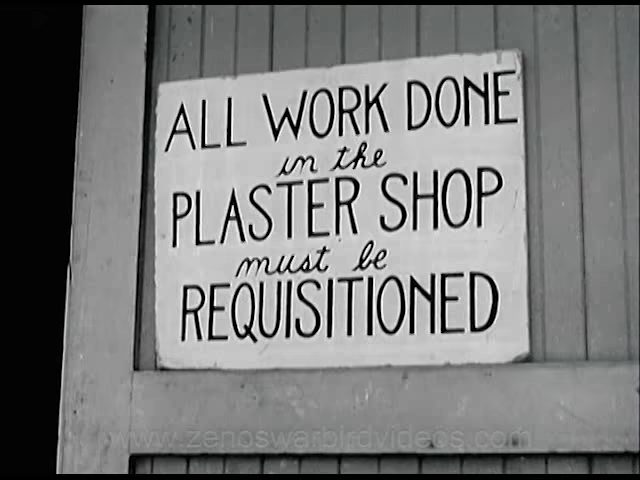 ALL WORK DONE
in the
PLASTER SHOP
must be
REQUISITIONED
www.zenoswarbirdvideos.com